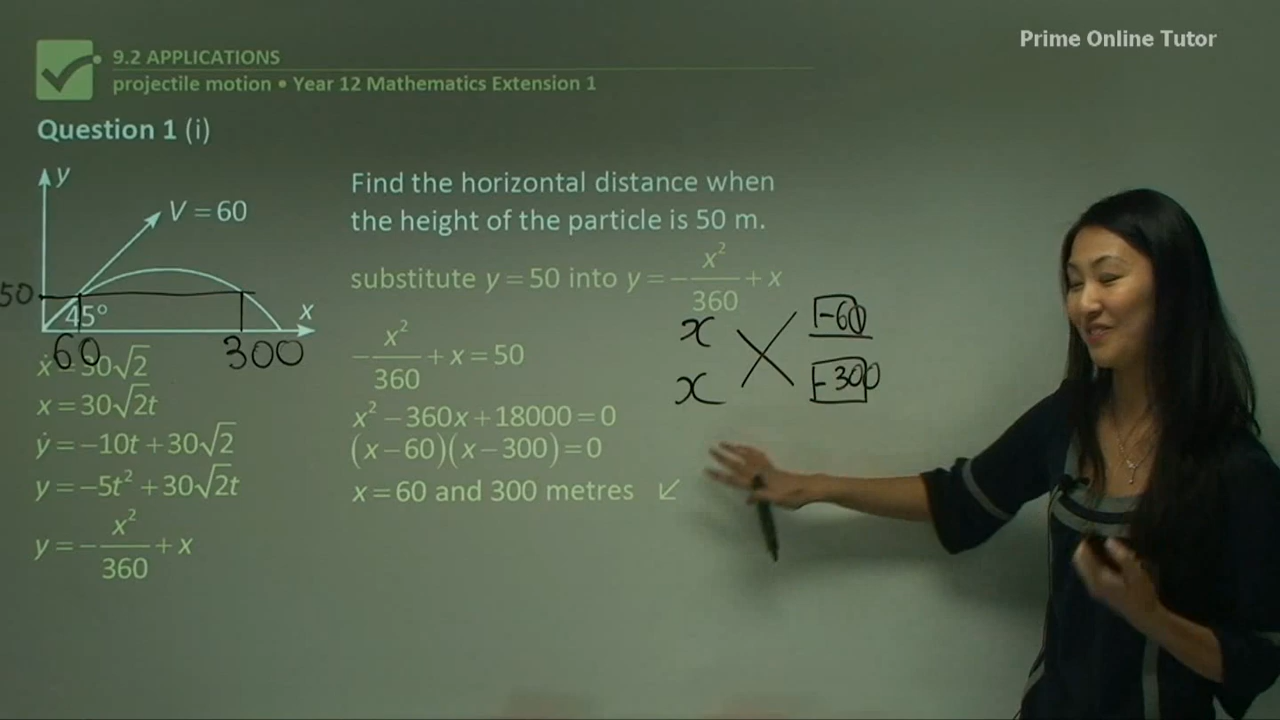 Prime Online Tutor
9.2 APPLICATIONS
projectile motion • Year 12 Mathematics Extension 1
Question 1 (i)
y
V = 60
50
45°
x
60
300
ẋ = 30√2
x = 30√2t
ẏ = −10t + 30√2
y = −5t² + 30√2t
y = −x²/360 + x
Find the horizontal distance when
the height of the particle is 50 m.
substitute y = 50 into y = −x²/360 + x
−x²/360 + x = 50
x² − 360x + 18000 = 0
(x − 60)(x − 300) = 0
x = 60 and 300 metres ↙
x −60
x −300